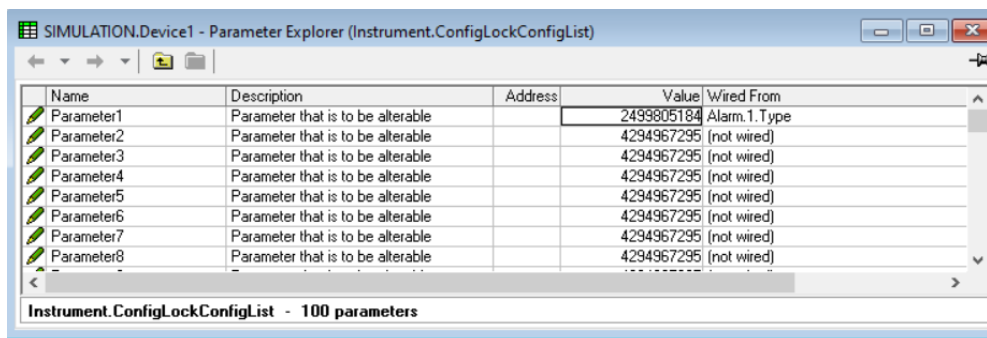 SIMULATION.Device1 - Parameter Explorer (Instrument.ConfigLockConfigList)
Name Description Address Value Wired From
Parameter1 Parameter that is to be alterable 2499805184 Alarm.1.Type
Parameter2 Parameter that is to be alterable 4294967295 (not wired)
Parameter3 Parameter that is to be alterable 4294967295 (not wired)
Parameter4 Parameter that is to be alterable 4294967295 (not wired)
Parameter5 Parameter that is to be alterable 4294967295 (not wired)
Parameter6 Parameter that is to be alterable 4294967295 (not wired)
Parameter7 Parameter that is to be alterable 4294967295 (not wired)
Parameter8 Parameter that is to be alterable 4294967295 (not wired)
Instrument.ConfigLockConfigList - 100 parameters